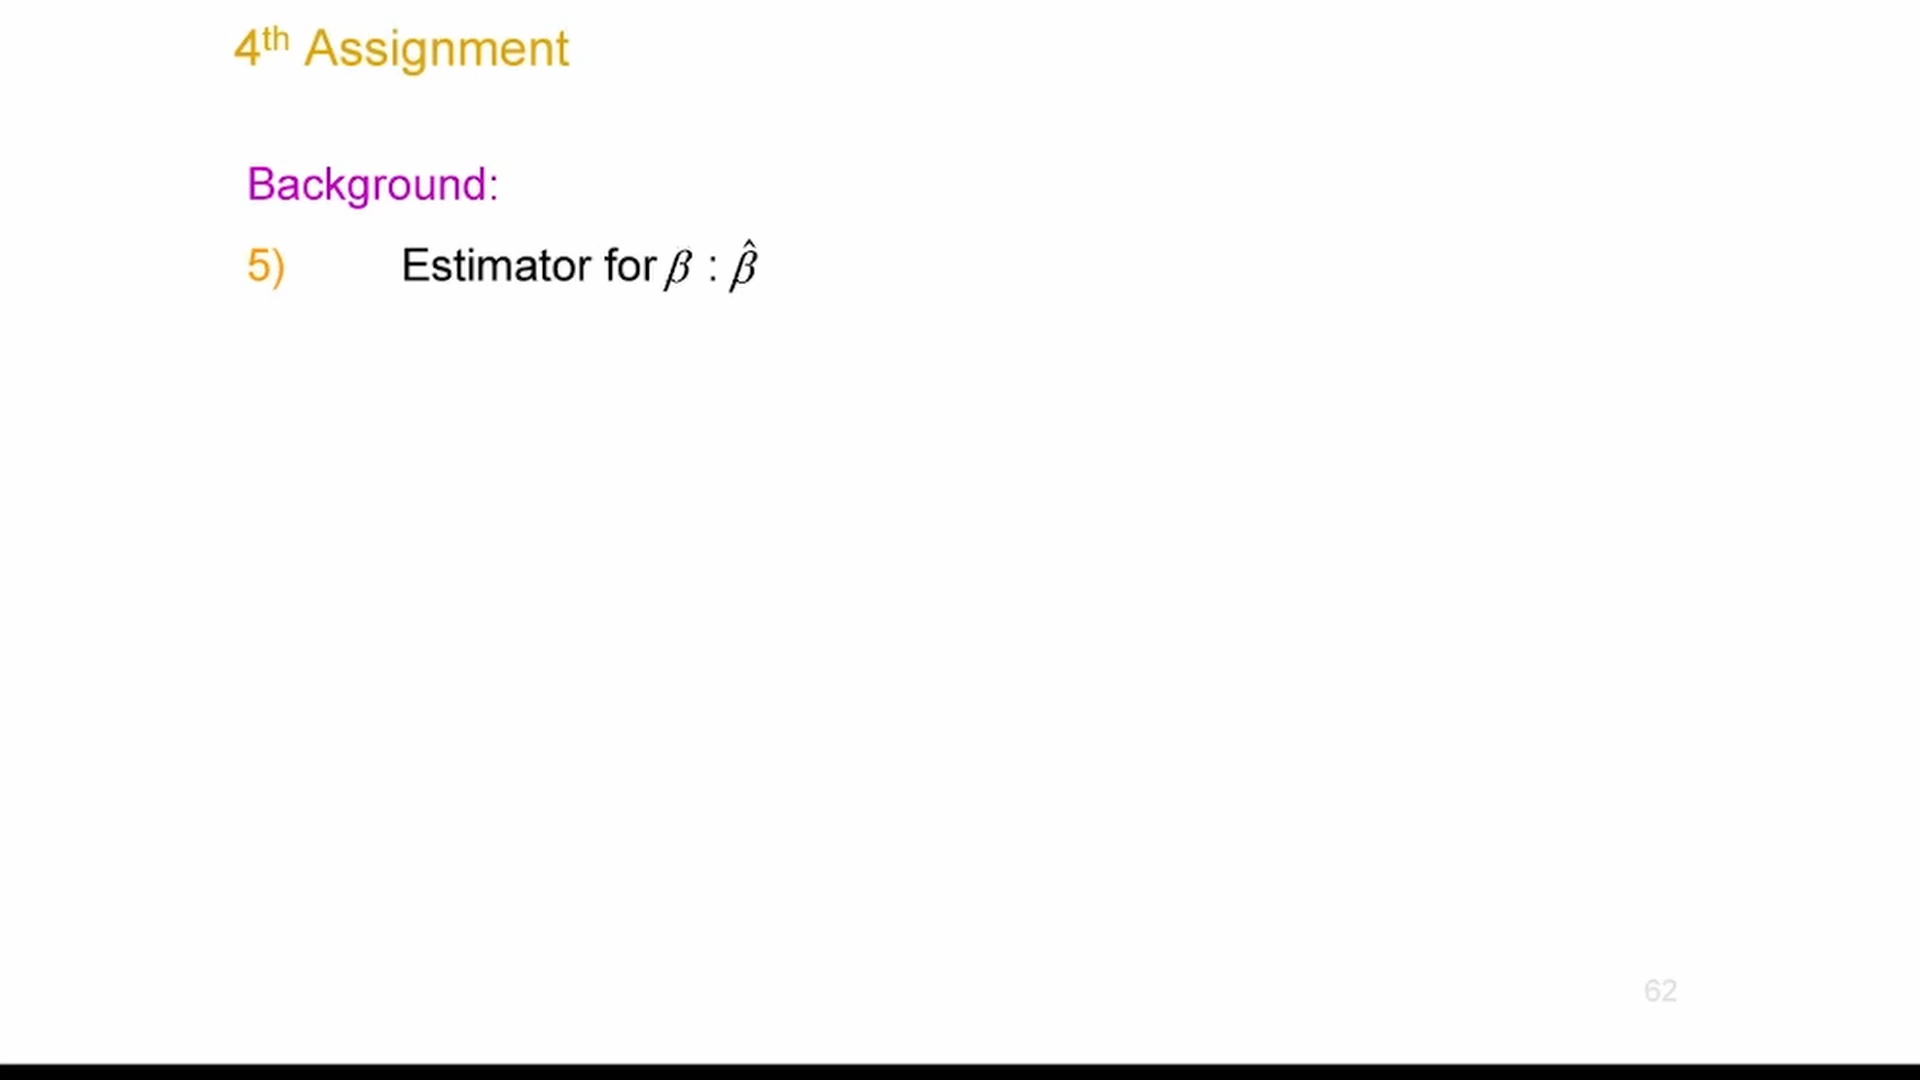 4th Assignment
Background:
5) Estimator for β : β̂
62